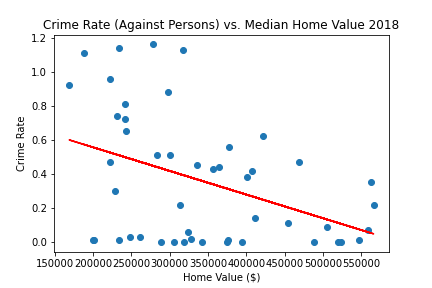 Crime Rate (Against Persons) vs. Median Home Value 2018
1.2
1.0
0.8
0.6
0.4
0.2
0.0
Crime Rate
150000 200000 250000 300000 350000 400000 450000 500000 550000
Home Value ($)